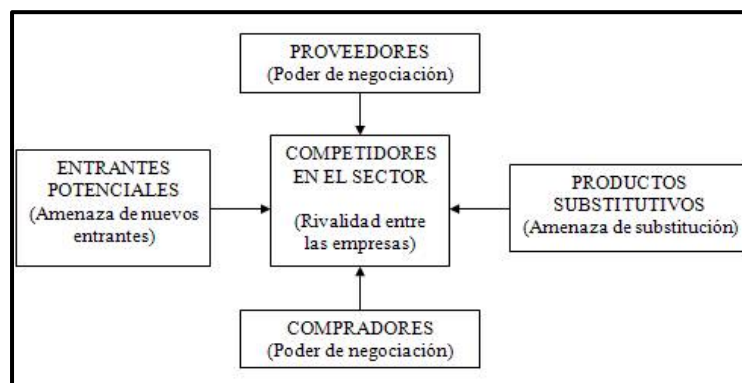 PROVEEDORES
(Poder de negociación)
ENTRANTES
POTENCIALES
(Amenaza de nuevos
entrantes)
COMPETIDORES
EN EL SECTOR
(Rivalidad entre
las empresas)
PRODUCTOS
SUBSTITUTIVOS
(Amenaza de substitución)
COMPRADORES
(Poder de negociación)